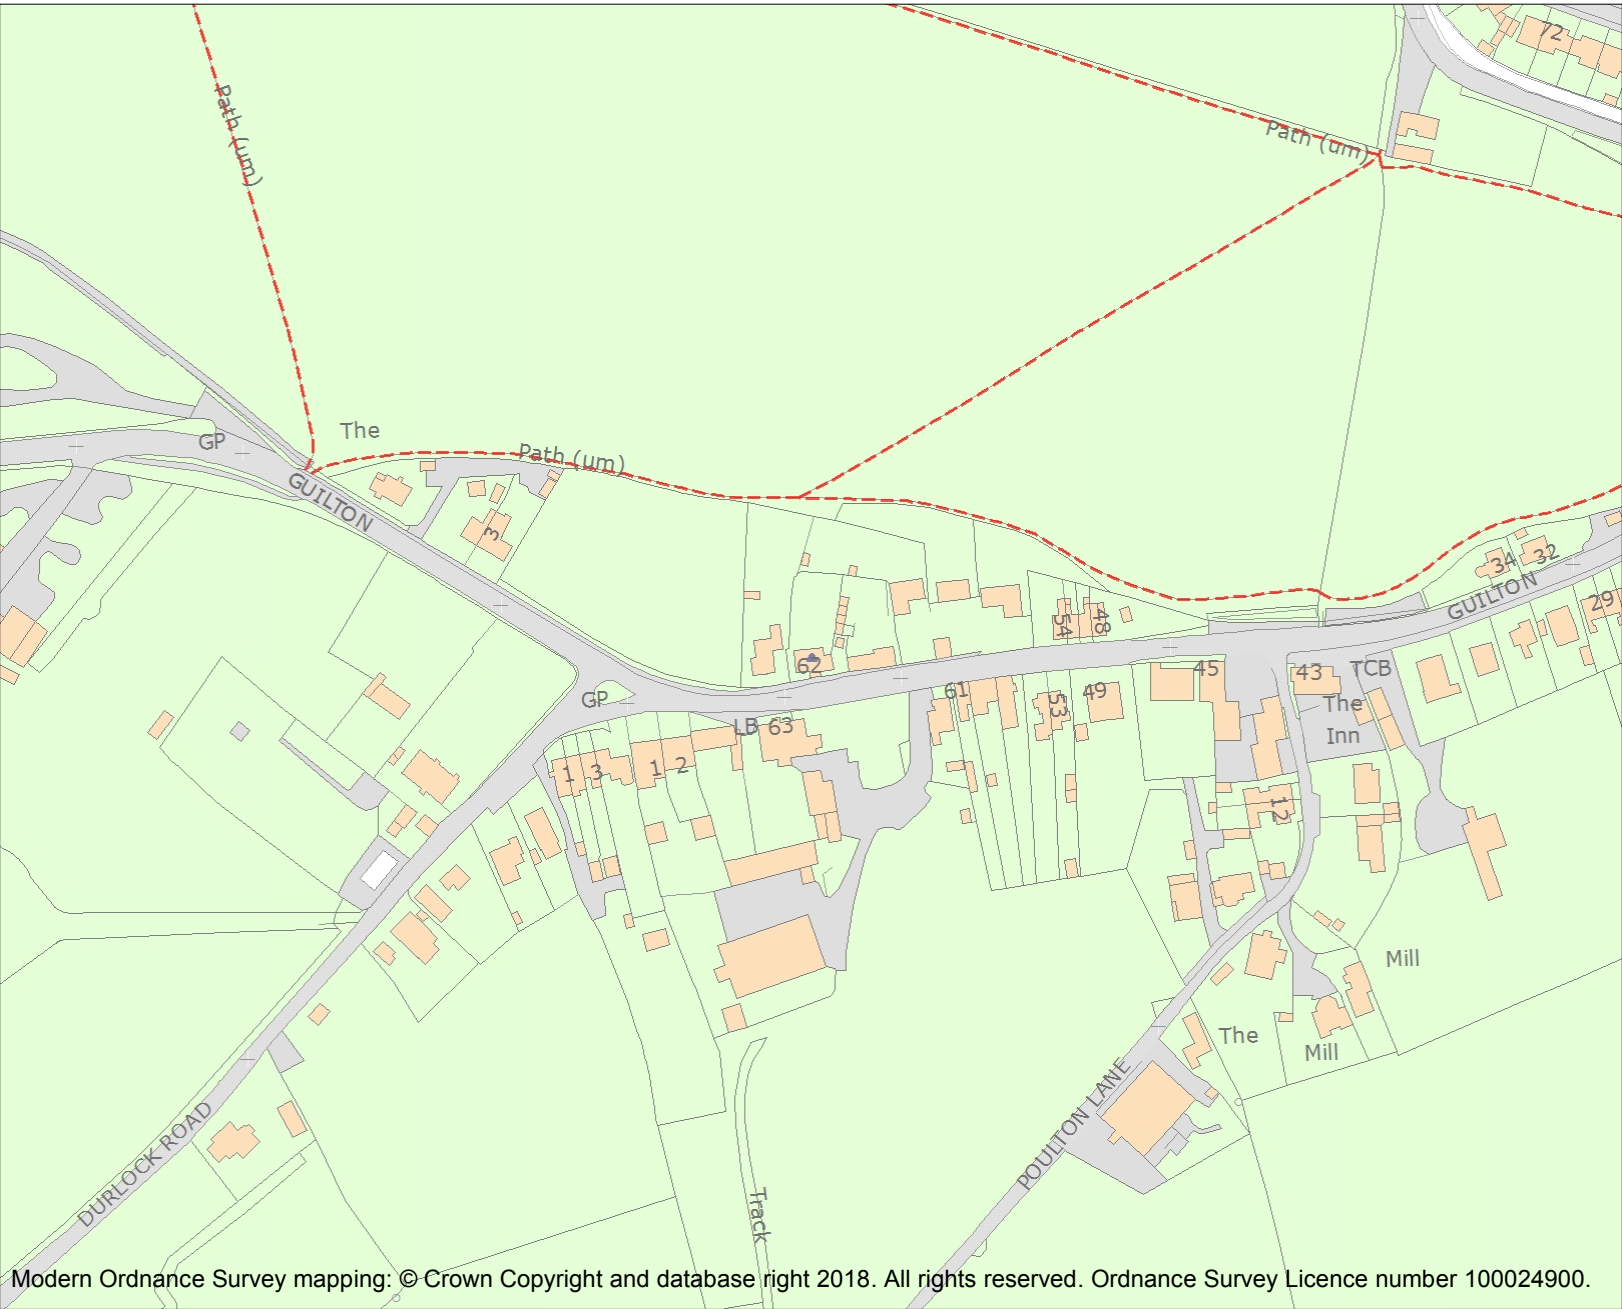 72
Path (um)
Path (um)
The
GP
Path (um)
GUILTON
3
34
32
GUILTON
29
54
48
62
45
43
TCB
61
53
49
The
Inn
GP
LB
63
1
3
1
2
12
Mill
The
Mill
POULTON LANE
DURLOCK ROAD
Track
Modern Ordnance Survey mapping: © Crown Copyright and database right 2018. All rights reserved. Ordnance Survey Licence number 100024900.